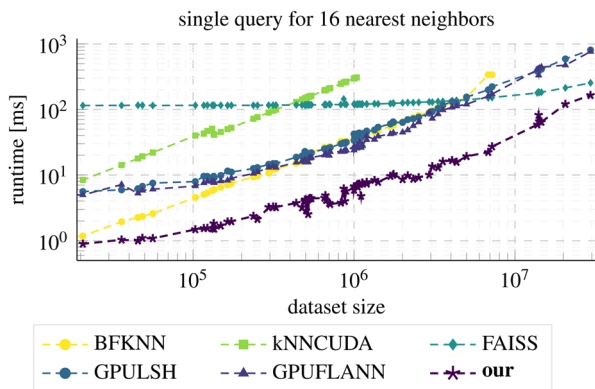 single query for 16 nearest neighbors
runtime [ms]
10³
10²
10¹
10⁰
10⁵ 10⁶ 10⁷
dataset size
BFKNN kNNCUDA FAISS
GPULSH GPUFLANN our